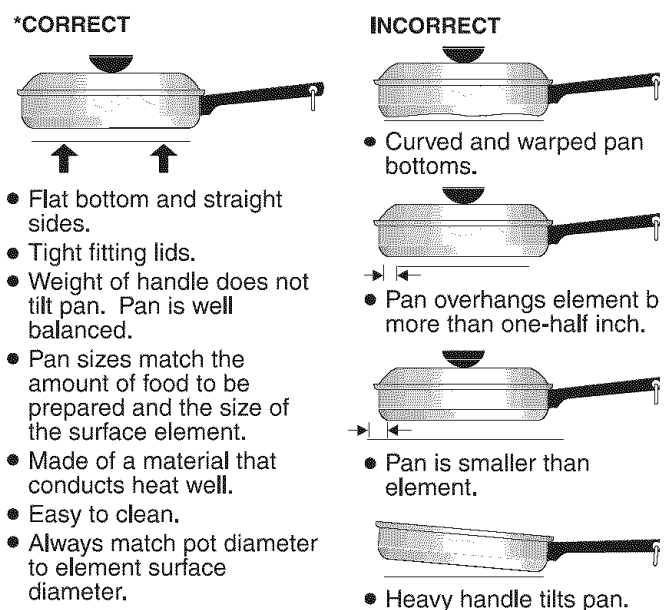 *CORRECT
● Flat bottom and straight
sides.
● Tight fitting lids.
● Weight of handle does not
tilt pan. Pan is well
balanced.
● Pan sizes match the
amount of food to be
prepared and the size of
the surface element.
● Made of a material that
conducts heat well.
● Easy to clean.
● Always match pot diameter
to element surface
diameter.
INCORRECT
● Curved and warped pan
bottoms.
● Pan overhangs element b
more than one-half inch.
● Pan is smaller than
element.
● Heavy handle tilts pan.